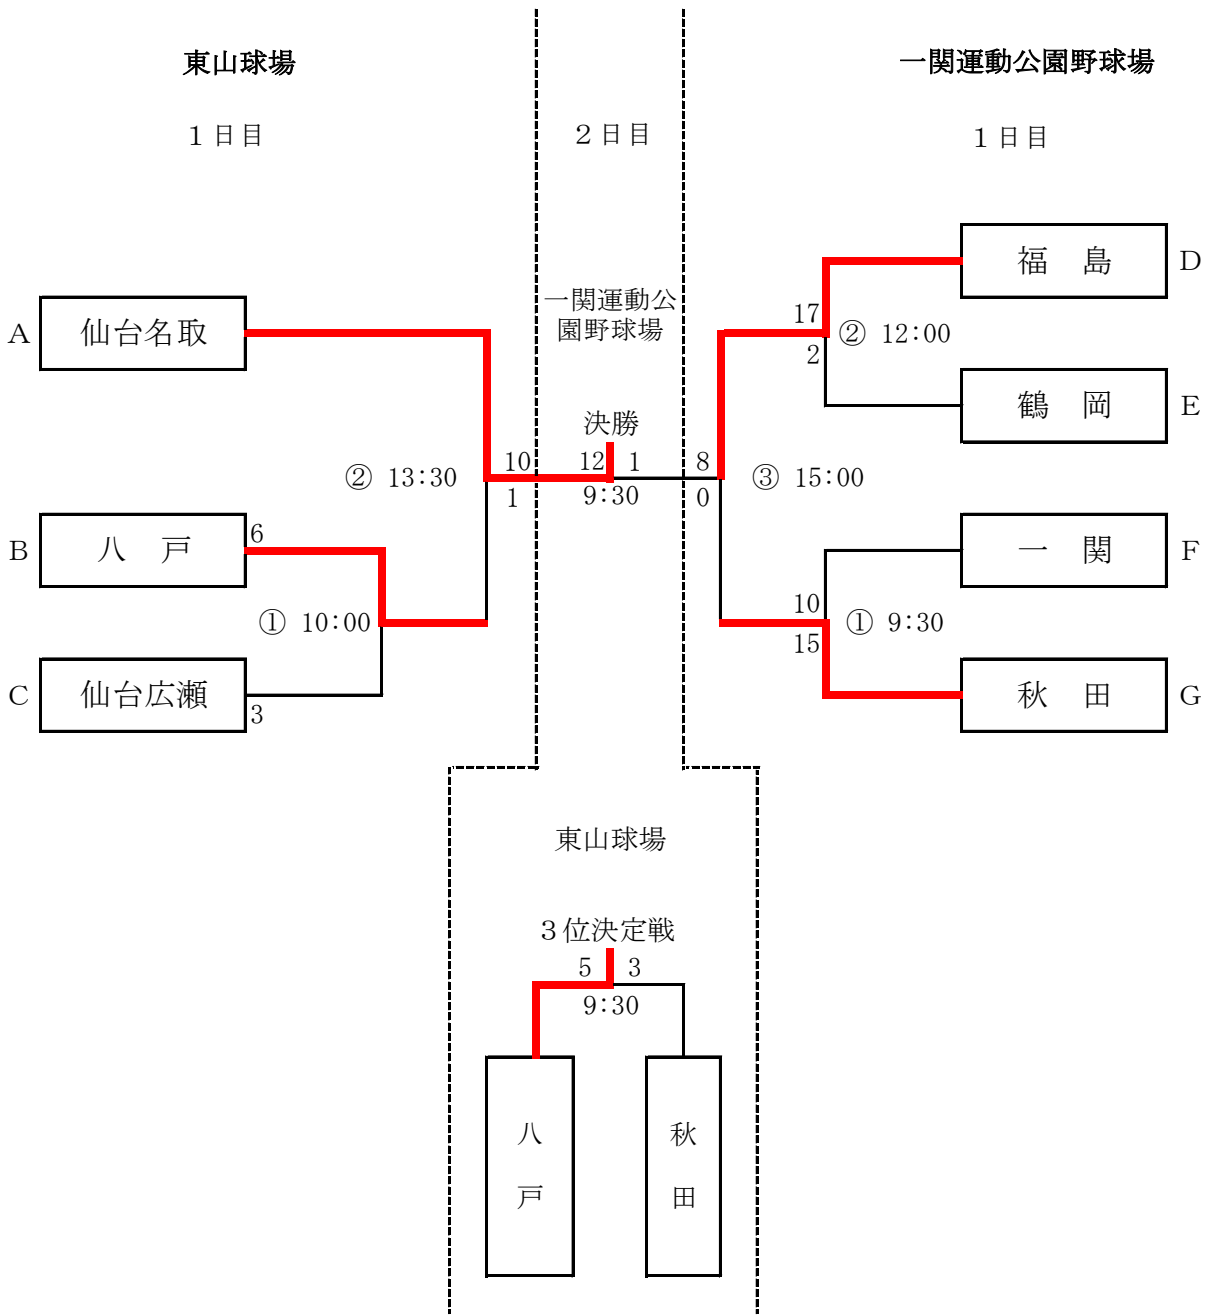 東山球場
一関運動公園野球場
１日目
２日目
１日目
福　島
D
一関運動公
園野球場
A
仙台名取
17
② 12:00
2
鶴　岡
E
決勝
② 13:30
10
12
1
8
③ 15:00
1
9:30
0
B
八　戸
6
一　関
F
① 10:00
10
① 9:30
15
C
仙台広瀬
3
秋　田
G
東山球場
３位決定戦
5
3
9:30
八戸
秋田